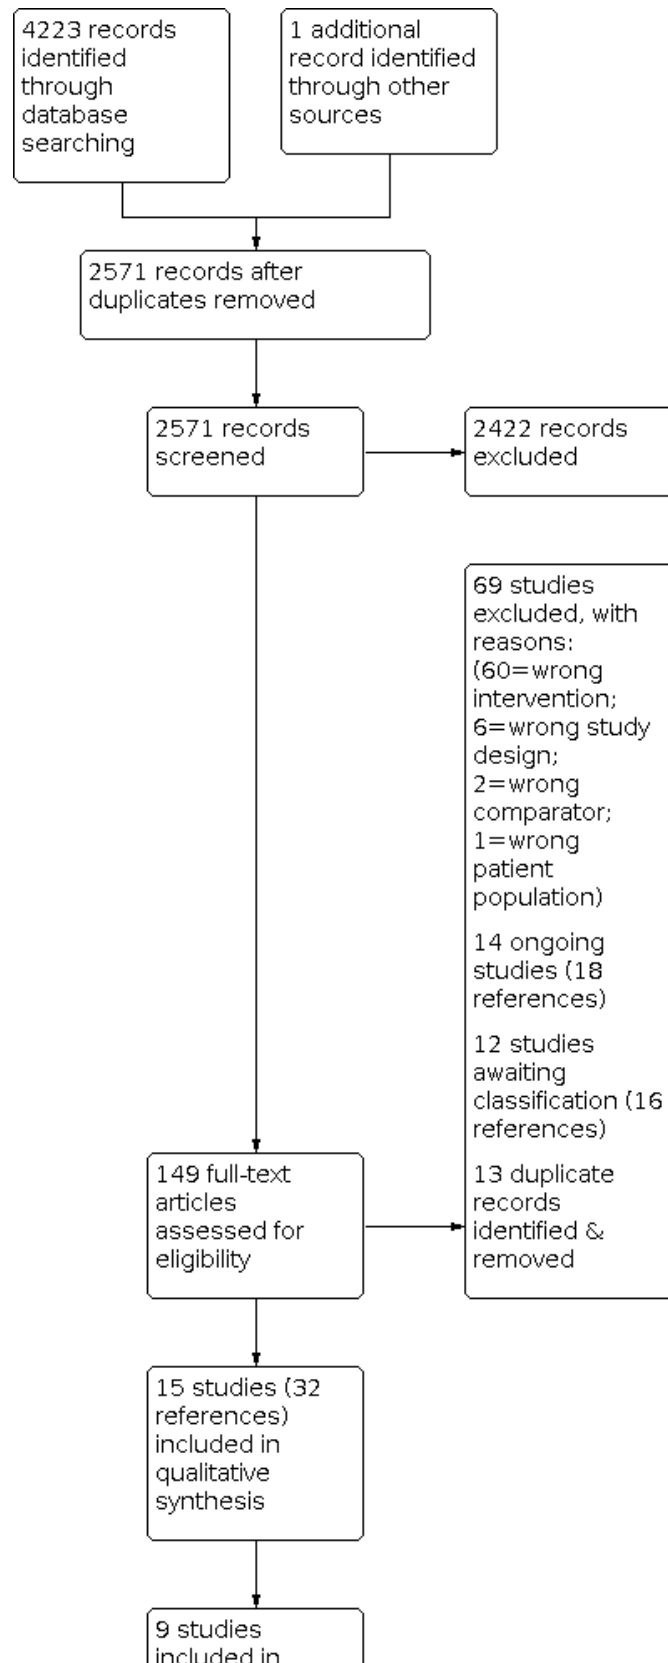 4223 records
identified
through
database
searching
1 additional
record identified
through other
sources
2571 records after
duplicates removed
2571 records
screened
2422 records
excluded
69 studies
excluded, with
reasons:
(60=wrong
intervention;
6=wrong study
design;
2=wrong
comparator;
1=wrong
patient
population)
14 ongoing
studies (18
references)
12 studies
awaiting
classification (16
references)
13 duplicate
records
identified &
removed
149 full-text
articles
assessed for
eligibility
15 studies (32
references)
included in
qualitative
synthesis
9 studies
included in